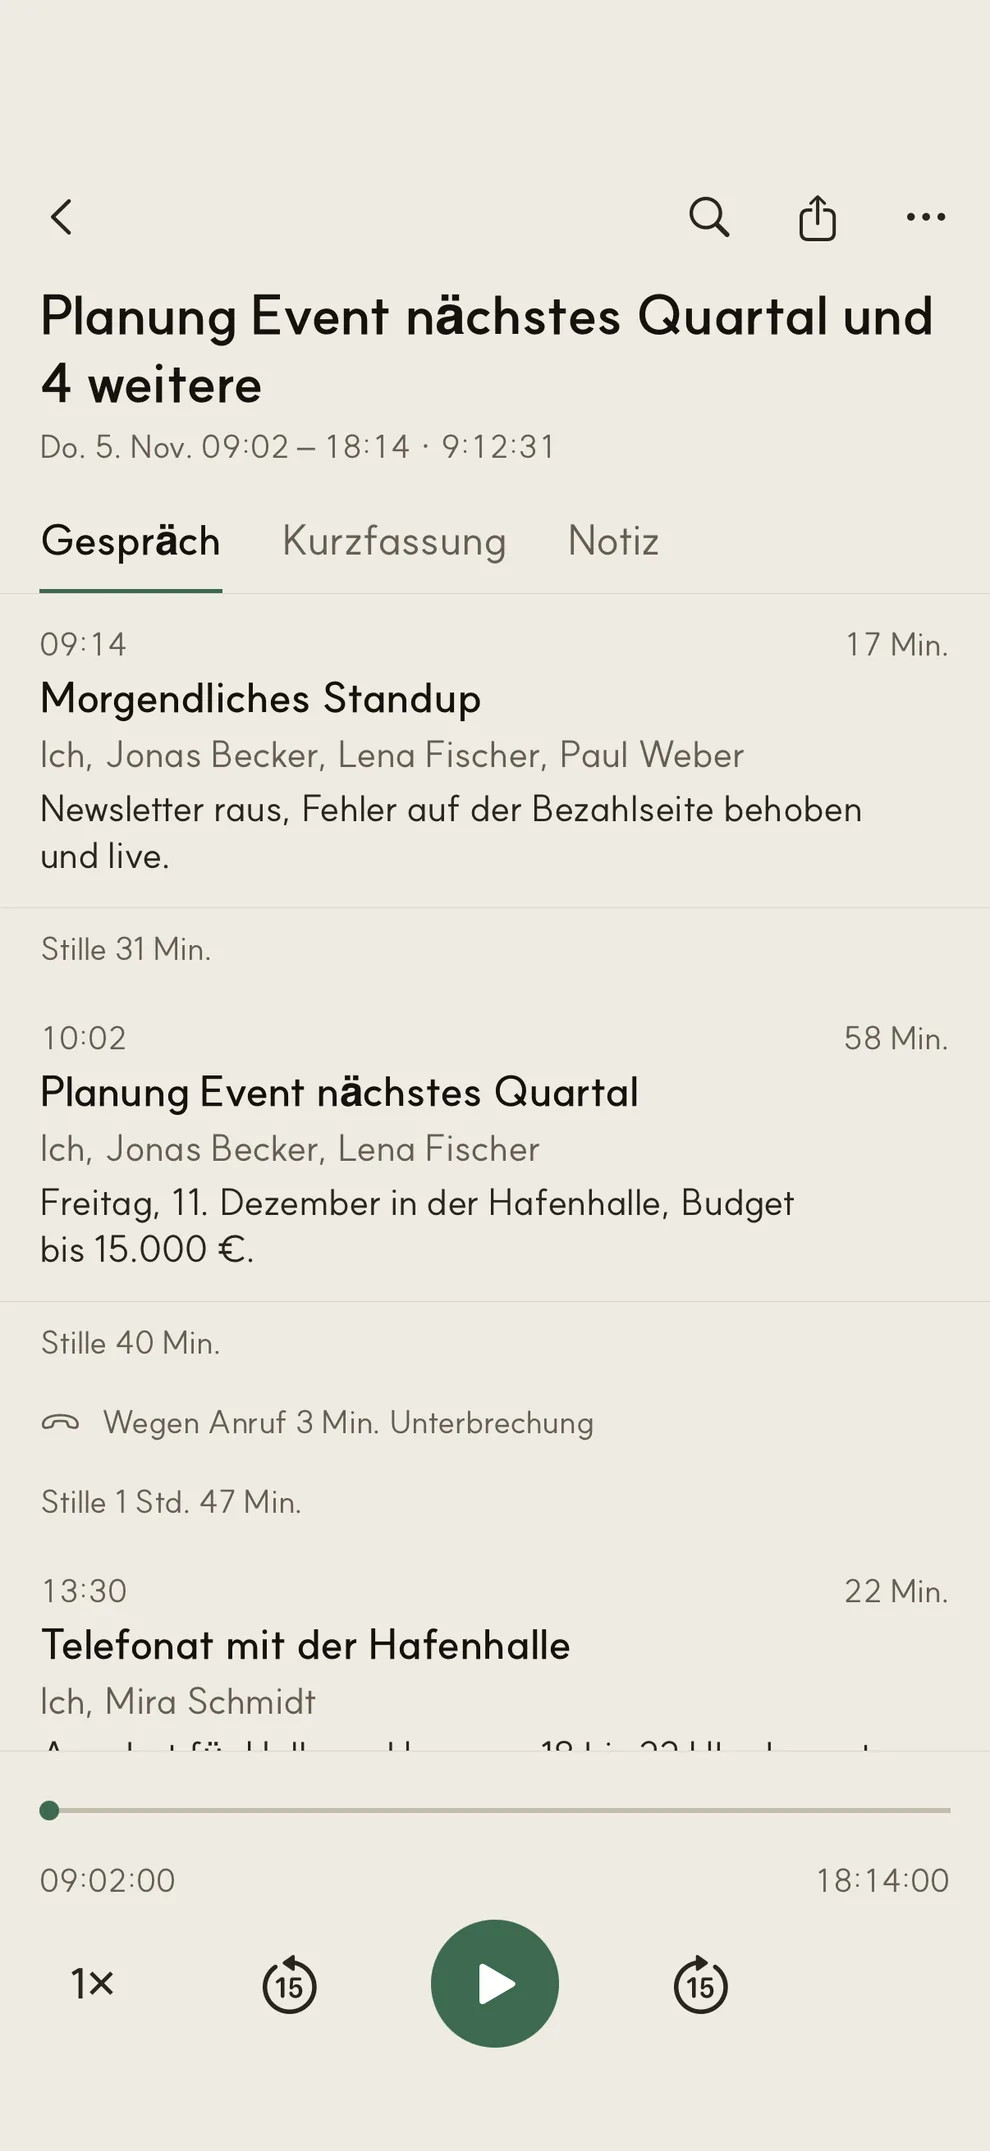 Planung Event nächstes Quartal und
4 weitere
Do. 5. Nov. 09:02 – 18:14 · 9:12:31
Gespräch Kurzfassung Notiz
09:14 17 Min.
Morgendliches Standup
Ich, Jonas Becker, Lena Fischer, Paul Weber
Newsletter raus, Fehler auf der Bezahlseite behoben
und live.
Stille 31 Min.
10:02 58 Min.
Planung Event nächstes Quartal
Ich, Jonas Becker, Lena Fischer
Freitag, 11. Dezember in der Hafenhalle, Budget
bis 15.000 €.
Stille 40 Min.
Wegen Anruf 3 Min. Unterbrechung
Stille 1 Std. 47 Min.
13:30 22 Min.
Telefonat mit der Hafenhalle
Ich, Mira Schmidt
09:02:00 18:14:00
1× 15 15